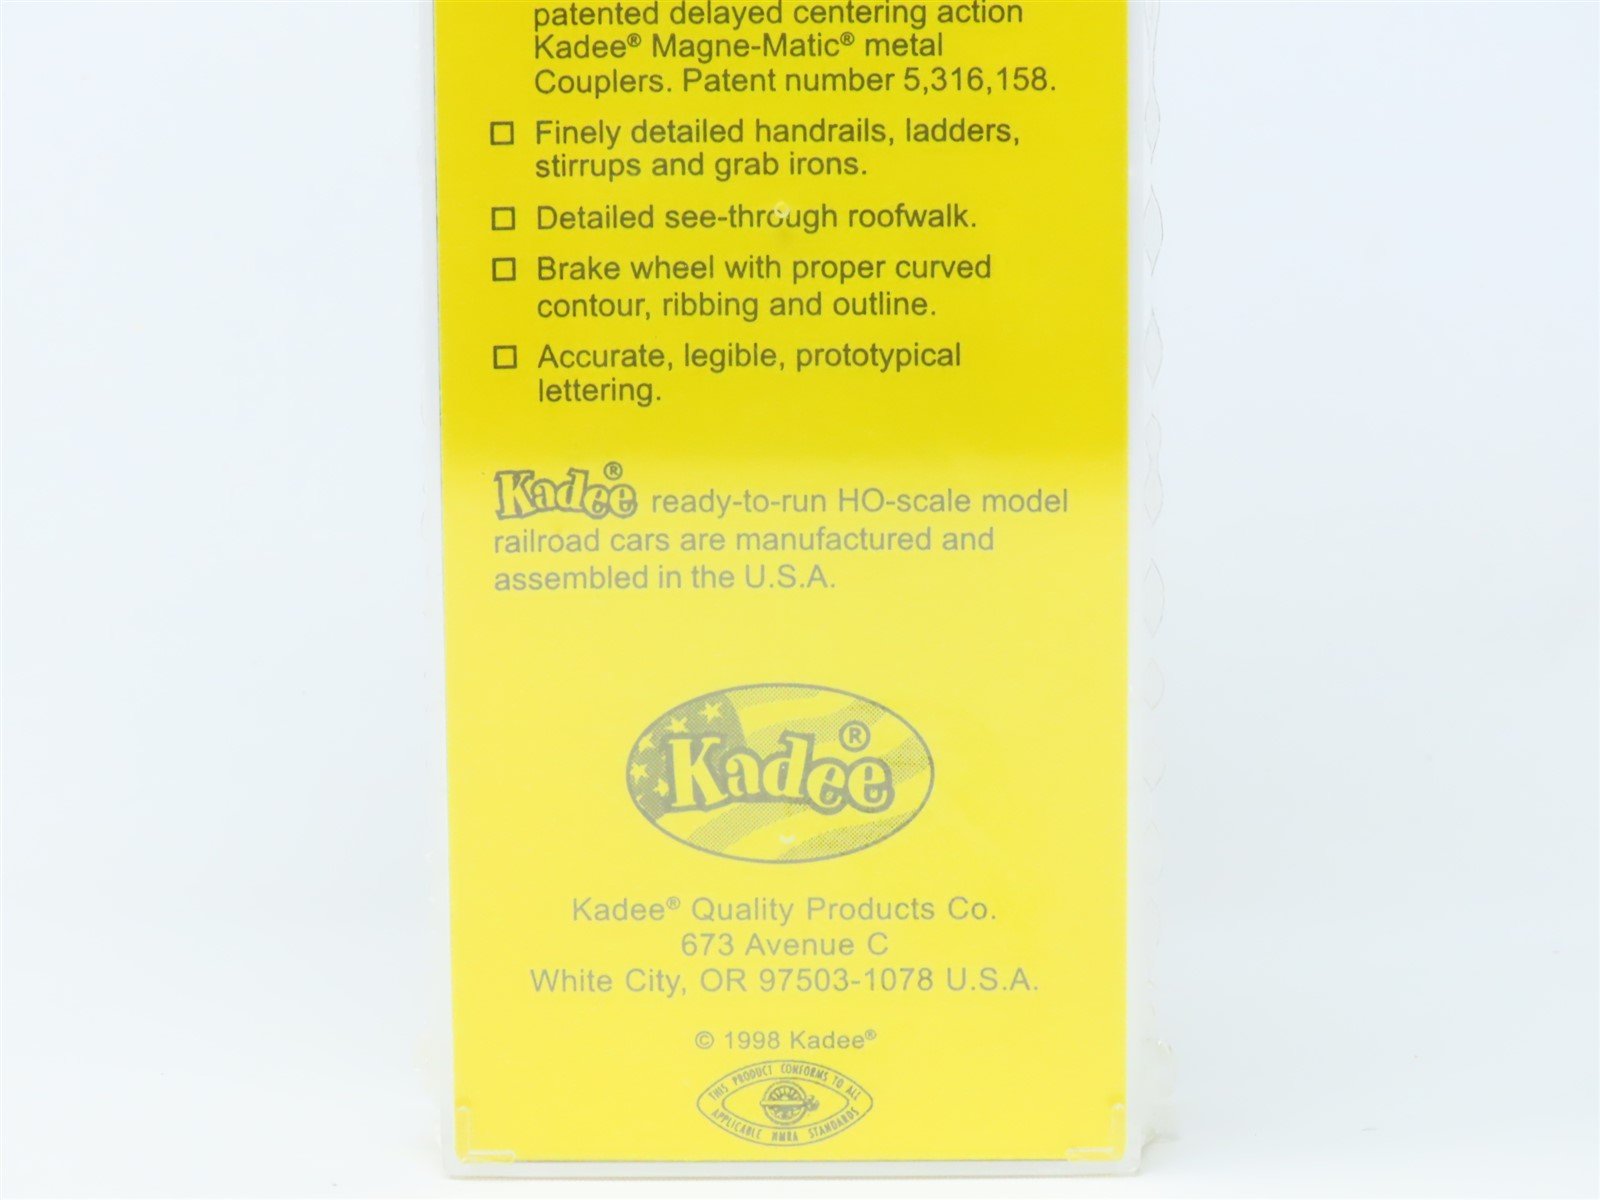 patented delayed centering action
Kadee® Magne-Matic® metal
Couplers. Patent number 5,316,158.
☐ Finely detailed handrails, ladders,
stirrups and grab irons.
☐ Detailed see-through roofwalk.
☐ Brake wheel with proper curved
contour, ribbing and outline.
☐ Accurate, legible, prototypical
lettering.
Kadee® ready-to-run HO-scale model
railroad cars are manufactured and
assembled in the U.S.A.
Kadee®
Kadee® Quality Products Co.
673 Avenue C
White City, OR 97503-1078 U.S.A.
© 1998 Kadee®
THIS PRODUCT CONFORMS TO ALL
APPLICABLE NMRA STANDARDS